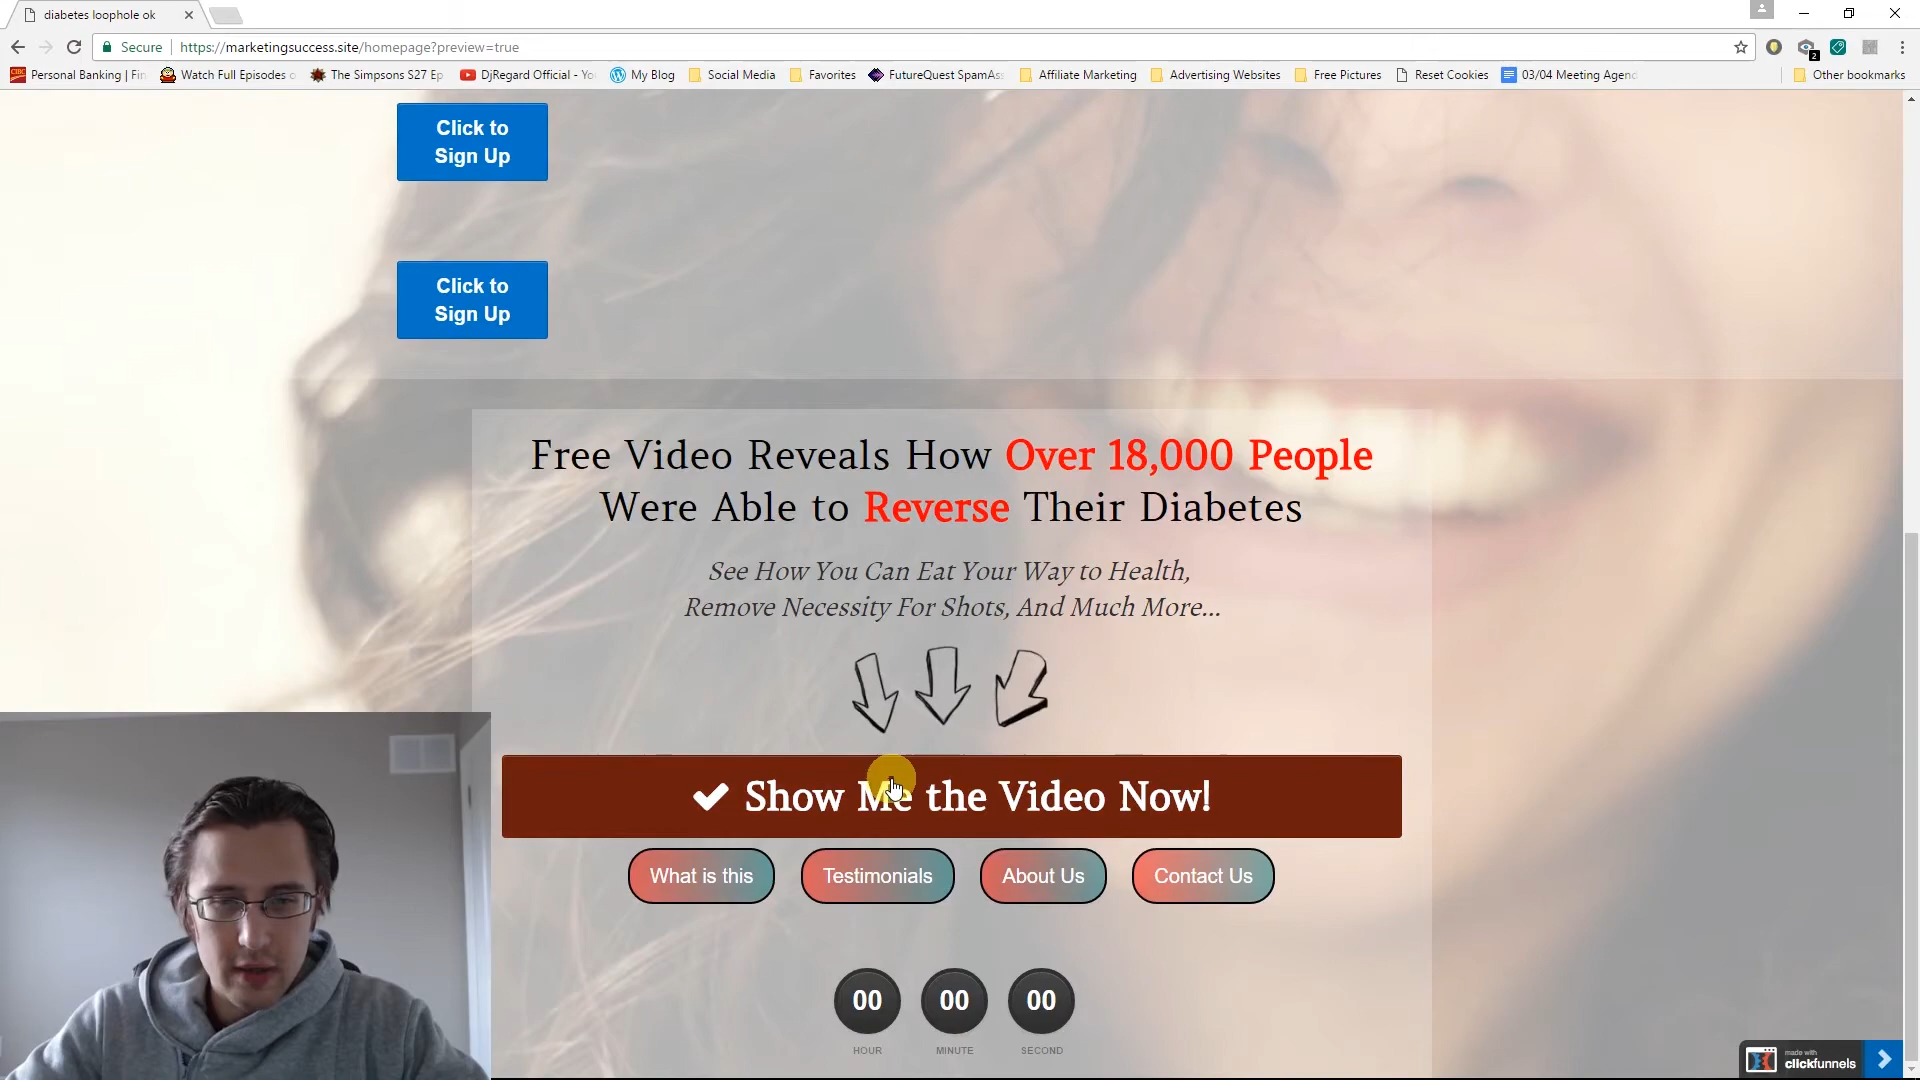 diabetes loophole ok
Secure
https://marketingsuccess.site/homepage?preview=true
Personal Banking | Fin
Watch Full Episodes o
The Simpsons S27 Ep
DjRegard Official - Yo
My Blog
Social Media
Favorites
FutureQuest SpamAss
Affiliate Marketing
Advertising Websites
Free Pictures
Reset Cookies
03/04 Meeting Agend
Other bookmarks
2
Click to
Sign Up
Click to
Sign Up
Free Video Reveals How Over 18,000 People
Were Able to Reverse Their Diabetes
See How You Can Eat Your Way to Health,
Remove Necessity For Shots, And Much More...
Show Me the Video Now!
What is this
Testimonials
About Us
Contact Us
00
00
00
HOUR
MINUTE
SECOND
made with
clickfunnels